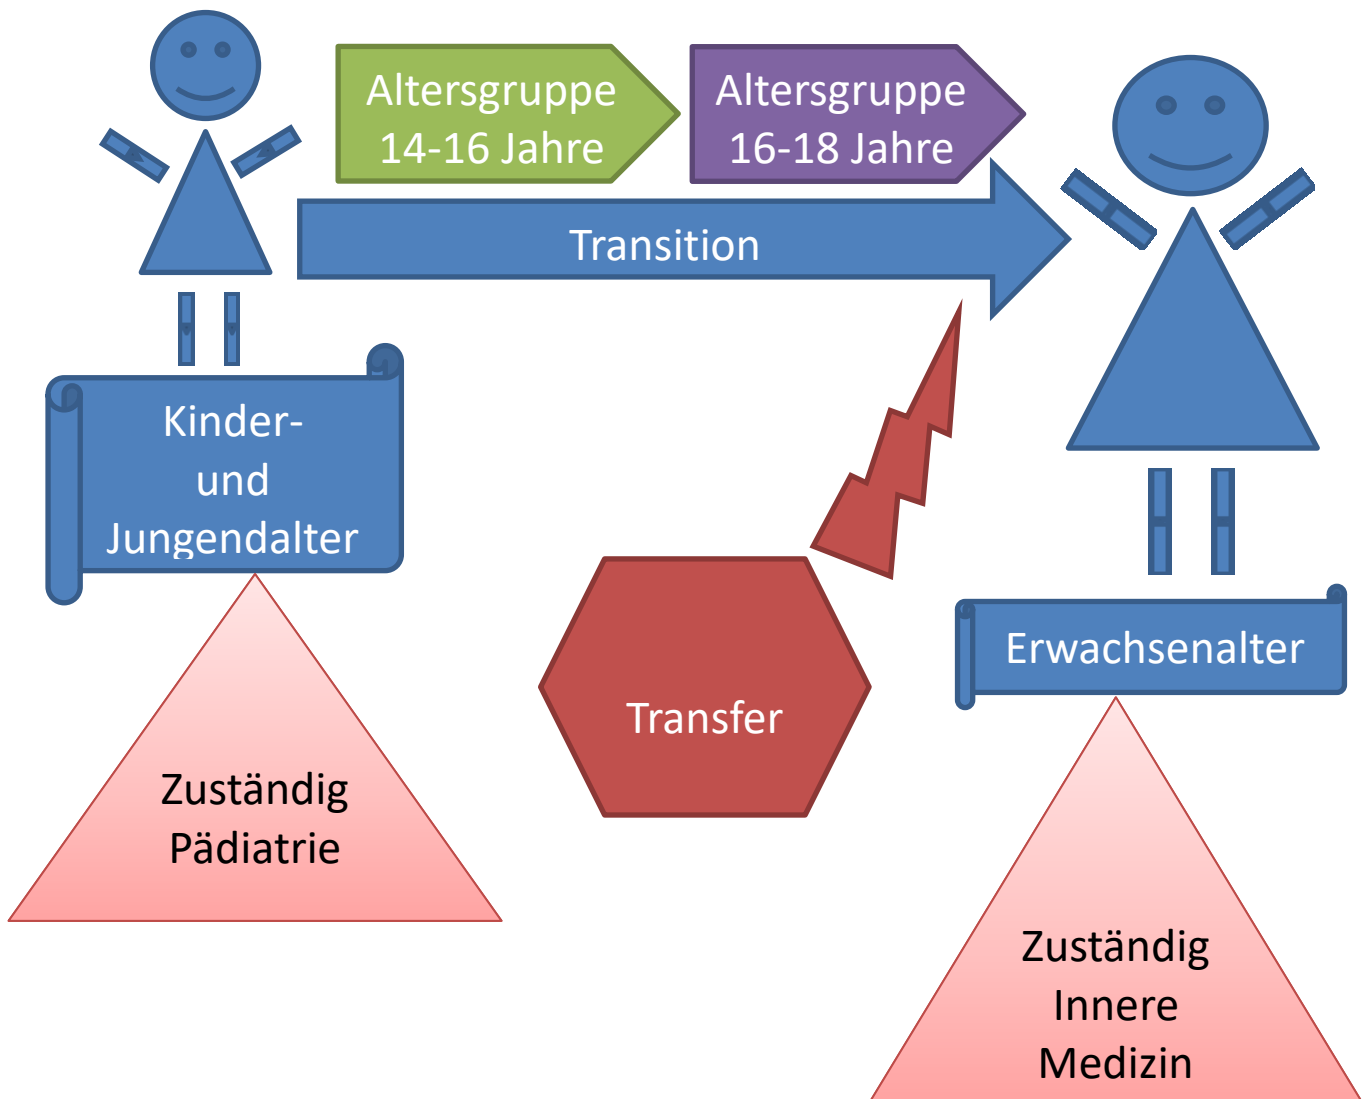 Altersgruppe
14-16 Jahre
Altersgruppe
16-18 Jahre
Transition
Kinder-
und
Jungendalter
Erwachsenalter
Transfer
Zuständig
Pädiatrie
Zuständig
Innere
Medizin